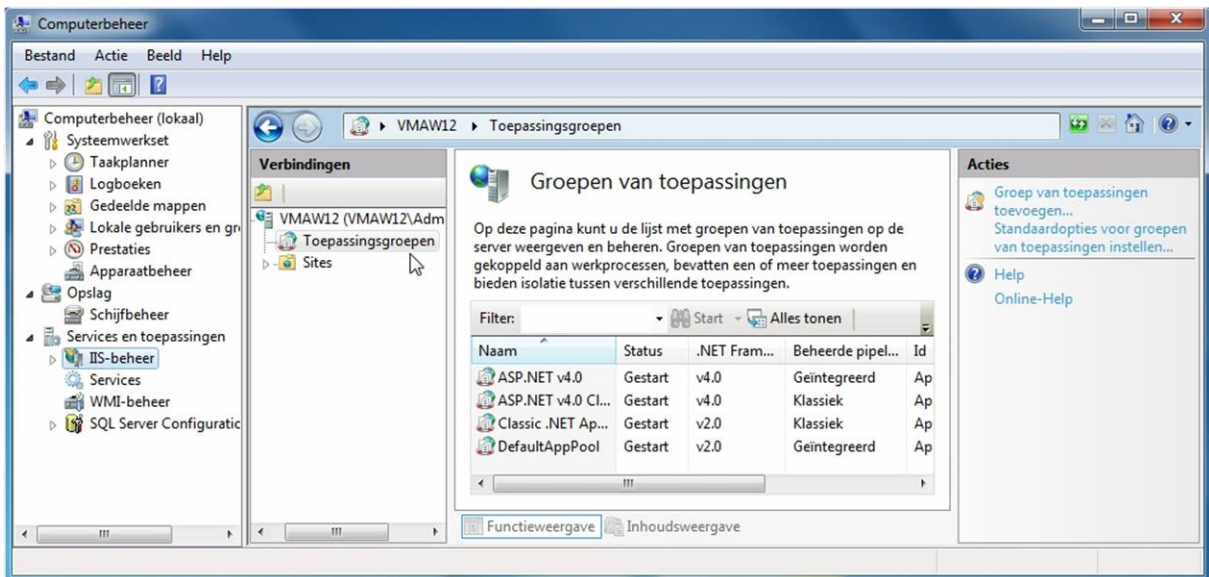 Computerbeheer
Bestand Actie Beeld Help
Computerbeheer (lokaal)
Systeemwerkset
Taakplanner
Logboeken
Gedeelde mappen
Lokale gebruikers en gr
Prestaties
Apparaatbeheer
Opslag
Schijfbeheer
Services en toepassingen
IIS-beheer
Services
WMI-beheer
SQL Server Configuratic
VMAW12 Toepassingsgroepen
Verbindingen
VMAW12 (VMAW12\Adm
Toepassingsgroepen
Sites
Groepen van toepassingen
Op deze pagina kunt u de lijst met groepen van toepassingen op de
server weergeven en beheren. Groepen van toepassingen worden
gekoppeld aan werkprocessen, bevatten een of meer toepassingen en
bieden isolatie tussen verschillende toepassingen.
Filter: Start Alles tonen
Naam Status .NET Fram... Beheerde pipel... Id
ASP.NET v4.0 Gestart v4.0 Geïntegreerd Ap
ASP.NET v4.0 Cl... Gestart v4.0 Klassiek Ap
Classic .NET Ap... Gestart v2.0 Klassiek Ap
DefaultAppPool Gestart v2.0 Geïntegreerd Ap
Functieweergave Inhoudsweergave
Acties
Groep van toepassingen
toevoegen...
Standaardopties voor groepen
van toepassingen instellen...
Help
Online-Help